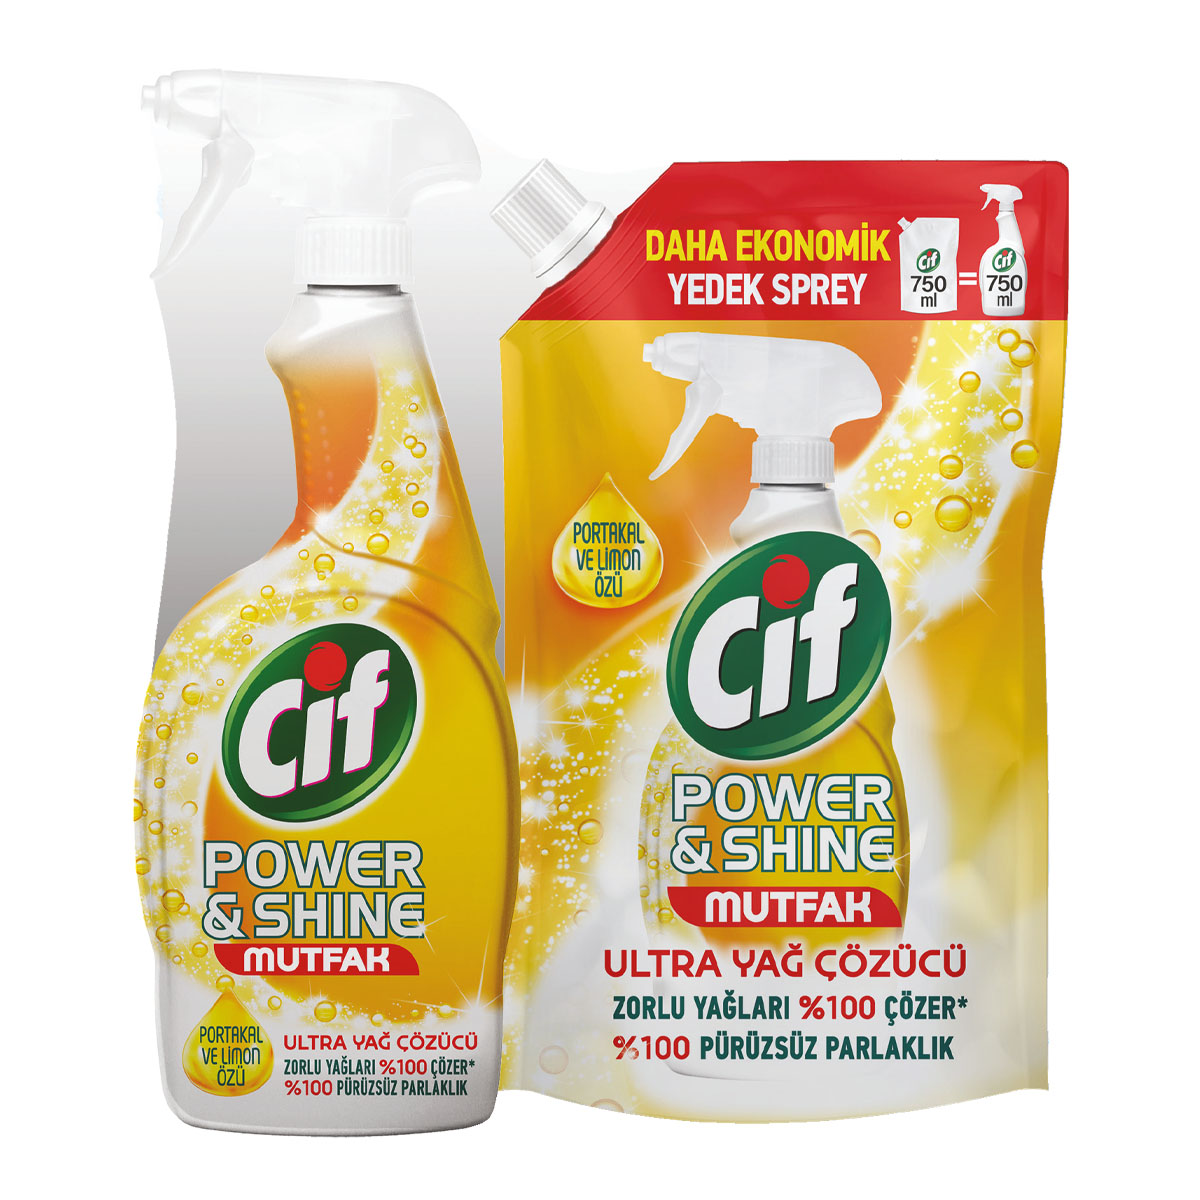 Cif
POWER
& SHINE
MUTFAK
PORTAKAL
VE LİMON
ÖZÜ
ULTRA YAĞ ÇÖZÜCÜ
ZORLU YAĞLARI %100 ÇÖZER*
%100 PÜRÜZSÜZ PARLAKLIK
DAHA EKONOMİK
YEDEK SPREY
Cif
750
ml
=
Cif
750
ml
PORTAKAL
VE LİMON
ÖZÜ
Cif
POWER
& SHINE
MUTFAK
ULTRA YAĞ ÇÖZÜCÜ
ZORLU YAĞLARI %100 ÇÖZER*
%100 PÜRÜZSÜZ PARLAKLIK